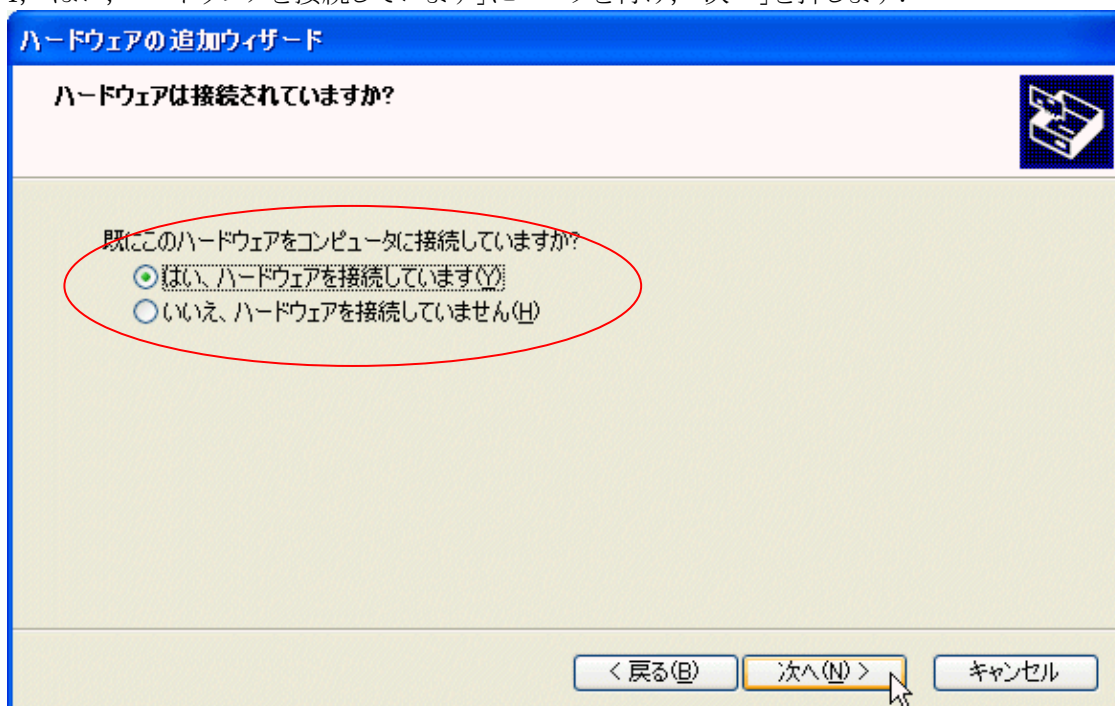 ハードウェアの追加ウィザード
ハードウェアは接続されていますか?
既にこのハードウェアをコンピュータに接続していますか?
はい、ハードウェアを接続しています(Y)
いいえ、ハードウェアを接続していません(H)
< 戻る(B) 次へ(N) > キャンセル